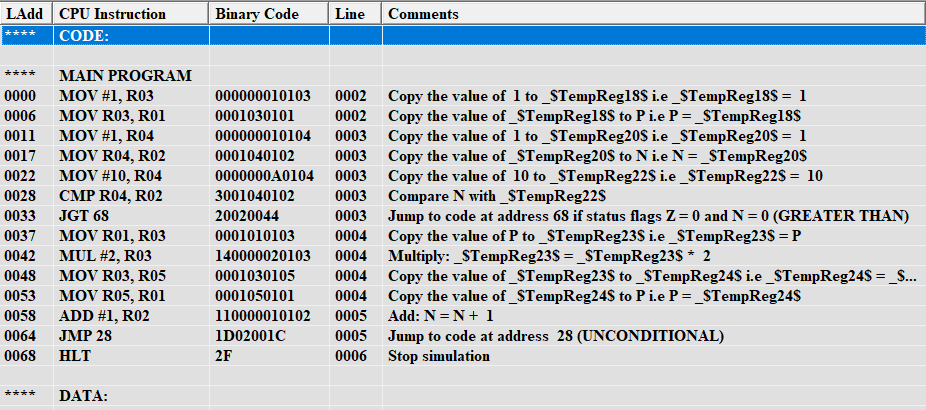 LAdd CPU Instruction Binary Code Line Comments
**** CODE:
**** MAIN PROGRAM
0000 MOV #1, R03 000000010103 0002 Copy the value of 1 to _$TempReg18$ i.e _$TempReg18$ = 1
0006 MOV R03, R01 0001030101 0002 Copy the value of _$TempReg18$ to P i.e P = _$TempReg18$
0011 MOV #1, R04 000000010104 0003 Copy the value of 1 to _$TempReg20$ i.e _$TempReg20$ = 1
0017 MOV R04, R02 0001040102 0003 Copy the value of _$TempReg20$ to N i.e N = _$TempReg20$
0022 MOV #10, R04 0000000A0104 0003 Copy the value of 10 to _$TempReg22$ i.e _$TempReg22$ = 10
0028 CMP R04, R02 3001040102 0003 Compare N with _$TempReg22$
0033 JGT 68 20020044 0003 Jump to code at address 68 if status flags Z = 0 and N = 0 (GREATER THAN)
0037 MOV R01, R03 0001010103 0004 Copy the value of P to _$TempReg23$ i.e _$TempReg23$ = P
0042 MUL #2, R03 140000020103 0004 Multiply: _$TempReg23$ = _$TempReg23$ * 2
0048 MOV R03, R05 0001030105 0004 Copy the value of _$TempReg23$ to _$TempReg24$ i.e _$TempReg24$ = _$...
0053 MOV R05, R01 0001050101 0004 Copy the value of _$TempReg24$ to P i.e P = _$TempReg24$
0058 ADD #1, R02 110000010102 0005 Add: N = N + 1
0064 JMP 28 1D02001C 0005 Jump to code at address 28 (UNCONDITIONAL)
0068 HLT 2F 0006 Stop simulation
**** DATA: